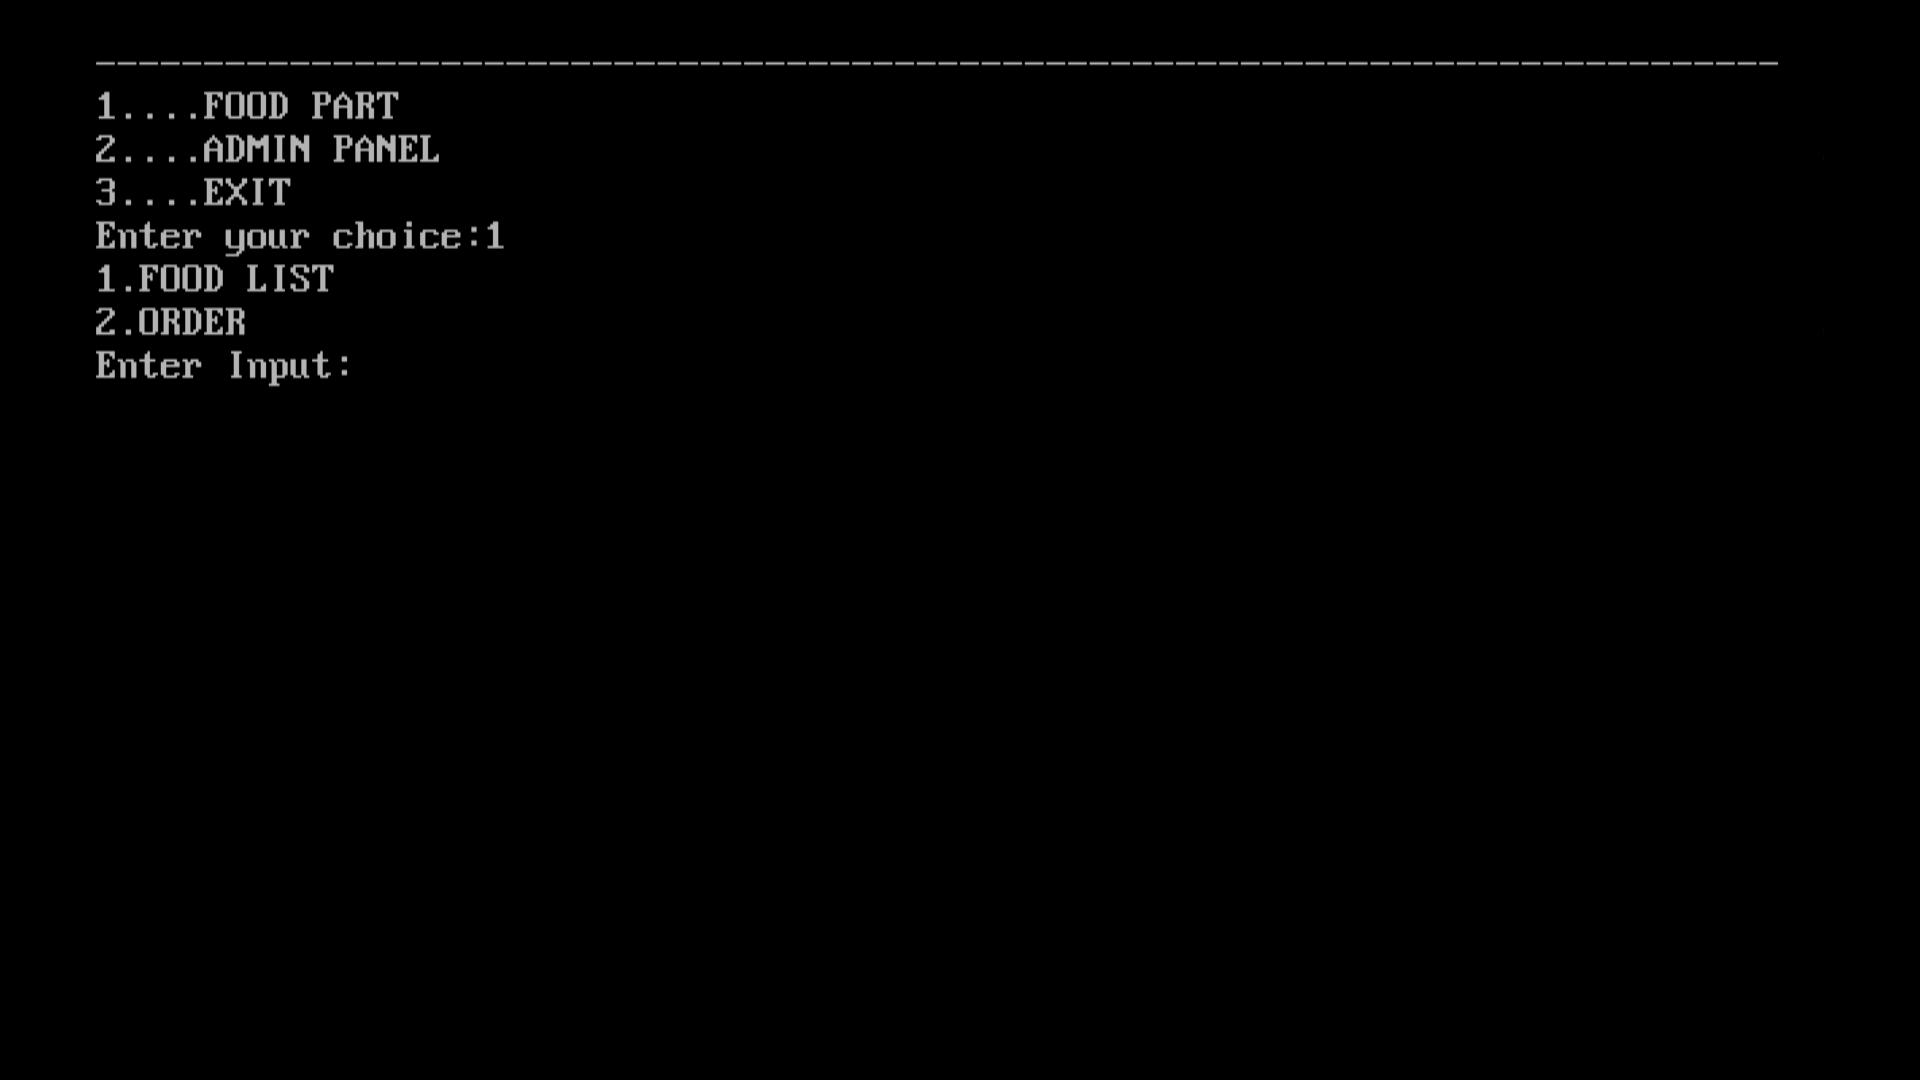 ------------------------------------------------------------------------------
1....FOOD PART
2....ADMIN PANEL
3....EXIT
Enter your choice:1
1.FOOD LIST
2.ORDER
Enter Input: